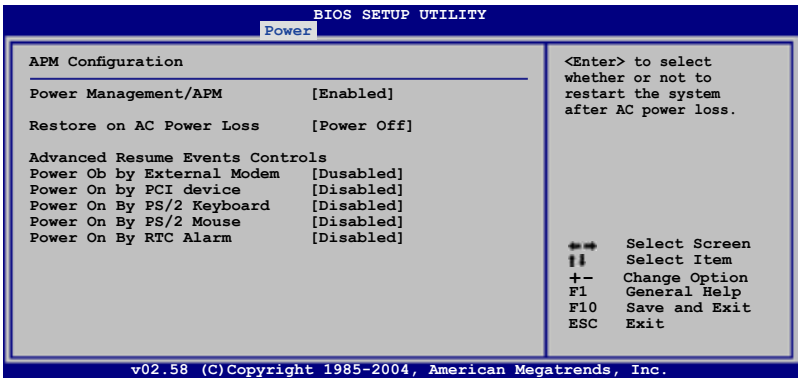 BIOS SETUP UTILITY
Power
APM Configuration
Power Management/APM [Enabled]
Restore on AC Power Loss [Power Off]
Advanced Resume Events Controls
Power Ob by External Modem [Dusabled]
Power On by PCI device [Disabled]
Power On By PS/2 Keyboard [Disabled]
Power On By PS/2 Mouse [Disabled]
Power On By RTC Alarm [Disabled]
<Enter> to select
whether or not to
restart the system
after AC power loss.
←→ Select Screen
↑↓ Select Item
+- Change Option
F1 General Help
F10 Save and Exit
ESC Exit
v02.58 (C)Copyright 1985-2004, American Megatrends, Inc.